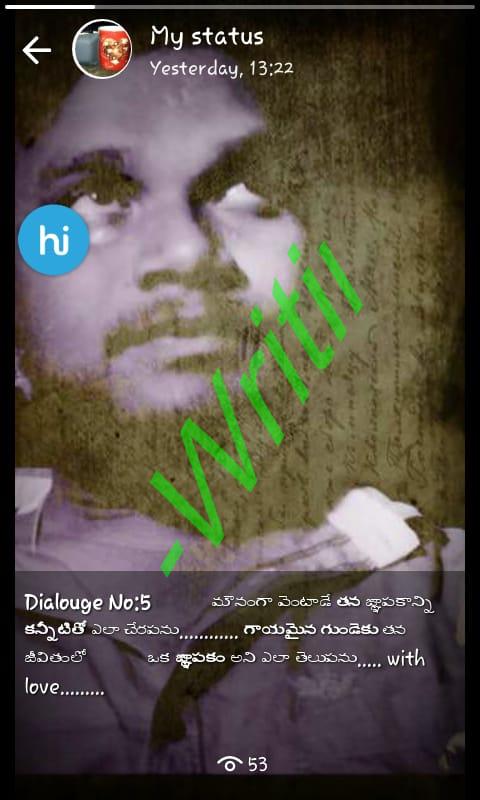 My status
Yesterday, 13:22
hi
-Writii
Dialouge No:5 మౌనంగా వెంటాడే తన జ్ఞాపకాన్ని
కన్నీటితో ఎలా చేరపను............ గాయమైన గుండెకు తన
జీవితంలో ఒక జ్ఞాపకం అని ఎలా తెలుపను..... with
love.........
53